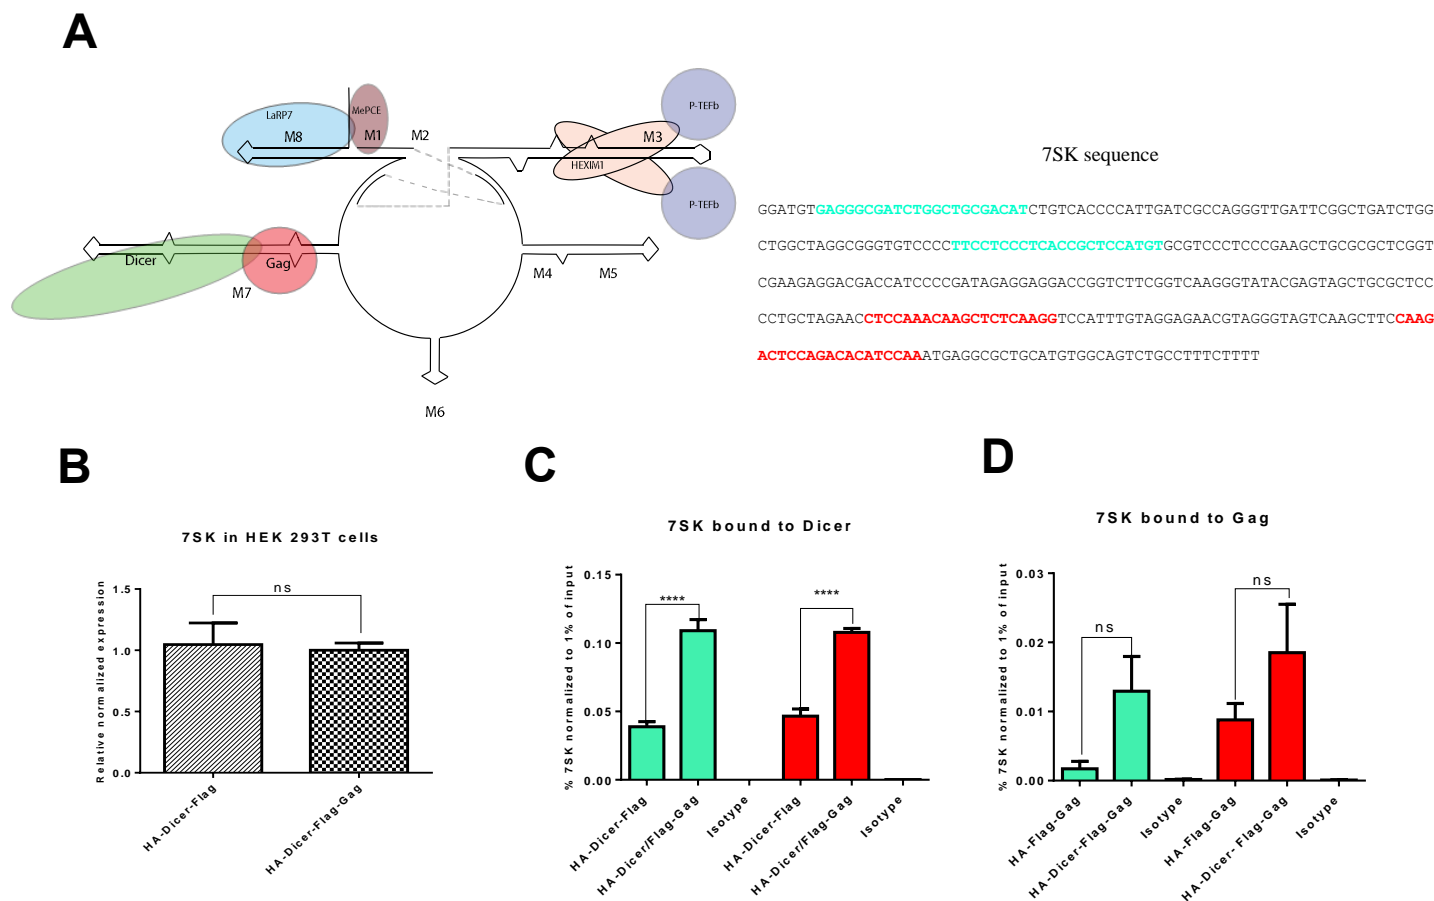 A
LaRP7
MePCE
P-TEFb
M8
M1
M2
M3
HEXIM1
P-TEFb
Dicer
Gag
M7
M4
M5
M6
7SK sequence
GGATGTGAGGGCGATCTGGCTGCGACATCTGTCACCCCATTGATCGCCAGGGTTGATTCGGCTGATCTGG
CTGGCTAGGCGGGTGTCCCCTTCCTCCCTCACCGCTCCATGTGCGTCCCTCCCGAAGCTGCGCGCTCGGT
CGAAGAGGACGACCATCCCCGATAGAGGAGGACCGGTCTTCGGTCAAGGGTATACGAGTAGCTGCGCTCC
CCTGCTAGAACCTCCAAACAAGCTCTCAAGGTCCATTTGTAGGAGAACGTAGGGTAGTCAAGCTTCCAAG
ACTCCAGACACATCCAAATGAGGCGCTGCATGTGGCAGTCTGCCTTTCTTTT
B
7SK in HEK 293T cells
Relative normalized expression
1.5
1.0
0.5
0.0
ns
HA-Dicer-Flag
HA-Dicer-Flag-Gag
C
7SK bound to Dicer
% 7SK normalized to 1% of input
0.15
0.10
0.05
0.00
****
****
HA-Dicer-Flag
HA-Dicer/Flag-Gag
Isotype
HA-Dicer-Flag
HA-Dicer/Flag-Gag
Isotype
D
7SK bound to Gag
% 7SK normalized to 1% of input
0.03
0.02
0.01
0.00
ns
ns
HA-Flag-Gag
HA-Dicer-Flag-Gag
Isotype
HA-Flag-Gag
HA-Dicer- Flag-Gag
Isotype